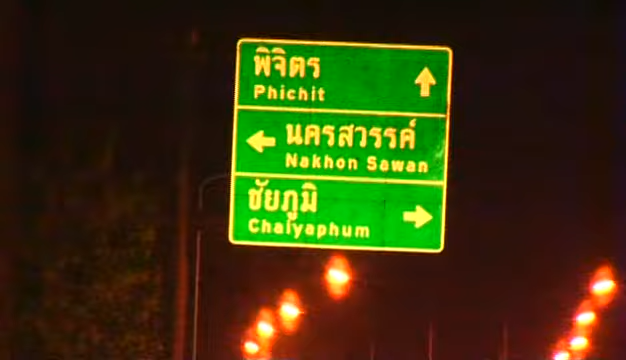 พิจิตร
Phichit
นครสวรรค์
Nakhon Sawan
ชัยภูมิ
Chaiyaphum